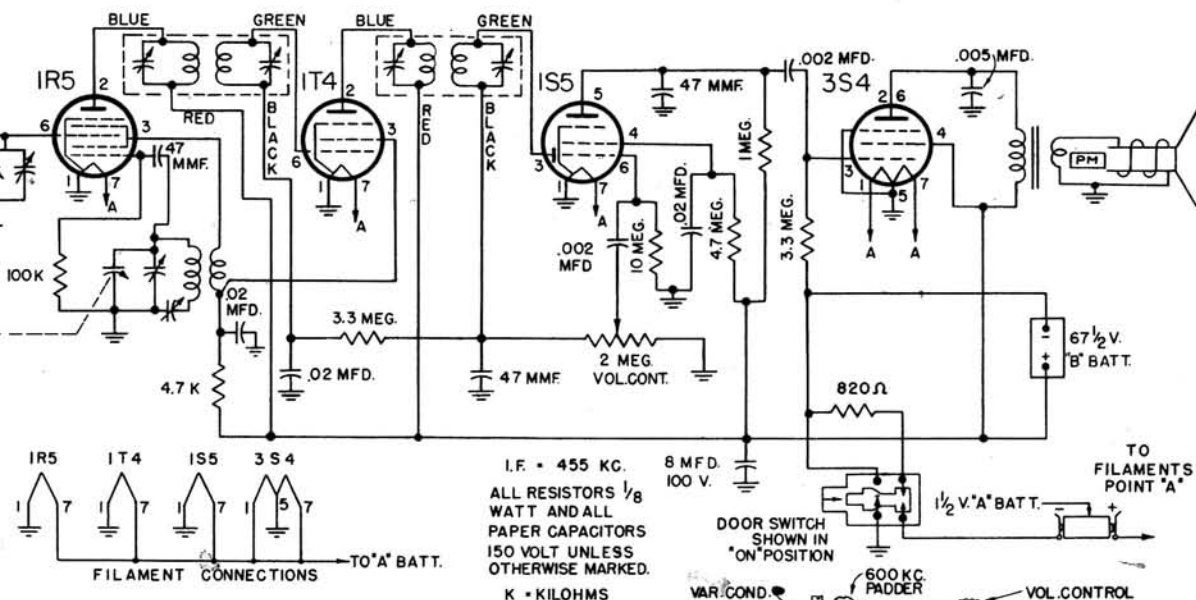 BLUE
GREEN
BLUE
GREEN
.002 MFD.
.005 MFD.
1R5
1T4
1S5
3S4
2
2
5
2 6
47 MMF.
6
3
RED
BLACK
47
MMF.
1
7
A
6
3
1
7
A
RED
BLACK
3
4
6
1
7
A
1 MEG.
3
4
1
5
7
A
A
PM
100K
.02
MFD.
.002
MFD
10 MEG.
.02 MFD.
4.7 MEG.
3.3 MEG.
3.3 MEG.
2 MEG.
VOL.CONT.
4.7 K
.02 MFD.
47 MMF.
67 1/2 V.
"B" BATT.
-
+
820Ω
1R5
1T4
1S5
3S4
1
7
1
7
1
7
1
5
7
TO "A" BATT.
FILAMENT CONNECTIONS
I.F. = 455 KC.
ALL RESISTORS 1/8
WATT AND ALL
PAPER CAPACITORS
150 VOLT UNLESS
OTHERWISE MARKED.
K = KILOHMS
8 MFD.
100 V.
DOOR SWITCH
SHOWN IN
"ON" POSITION
1 1/2 V. "A" BATT.
-
+
TO
FILAMENTS
POINT "A"
VAR.COND.
600 KC.
PADDER
VOL.CONTROL